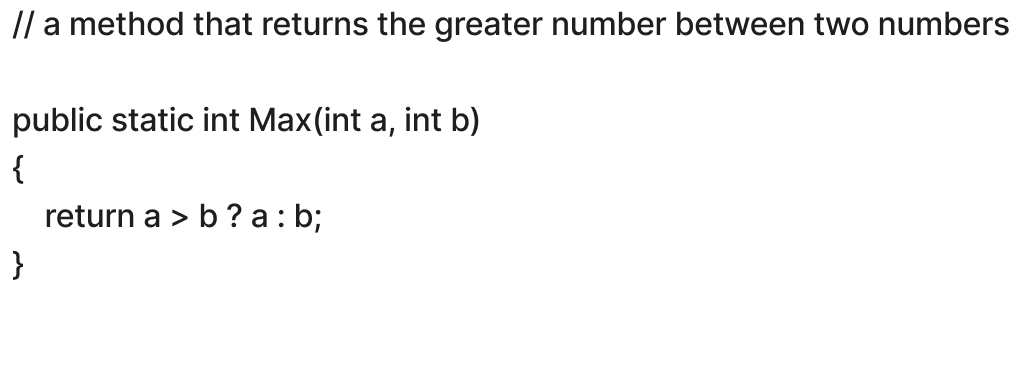 // a method that returns the greater number between two numbers
public static int Max(int a, int b)
{
return a > b ? a : b;
}